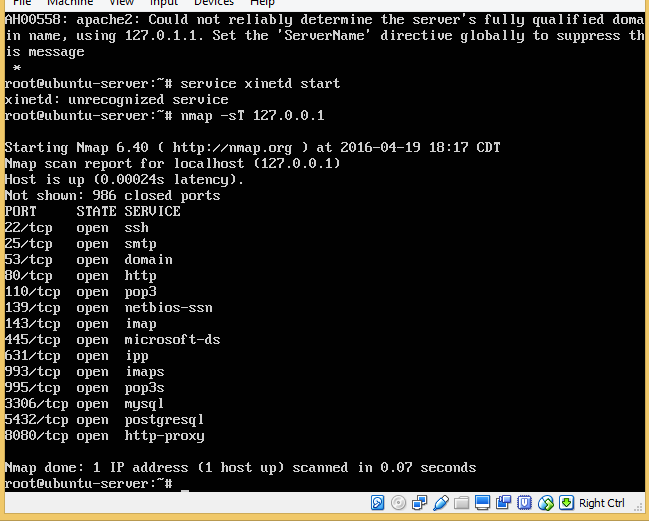 File Machine View Input Devices Help
AH00558: apache2: Could not reliably determine the server's fully qualified doma
in name, using 127.0.1.1. Set the 'ServerName' directive globally to suppress th
is message
*
root@ubuntu-server:~# service xinetd start
xinetd: unrecognized service
root@ubuntu-server:~# nmap -sT 127.0.0.1
Starting Nmap 6.40 ( http://nmap.org ) at 2016-04-19 18:17 CDT
Nmap scan report for localhost (127.0.0.1)
Host is up (0.00024s latency).
Not shown: 986 closed ports
PORT STATE SERVICE
22/tcp open ssh
25/tcp open smtp
53/tcp open domain
80/tcp open http
110/tcp open pop3
139/tcp open netbios-ssn
143/tcp open imap
445/tcp open microsoft-ds
631/tcp open ipp
993/tcp open imaps
995/tcp open pop3s
3306/tcp open mysql
5432/tcp open postgresql
8080/tcp open http-proxy
Nmap done: 1 IP address (1 host up) scanned in 0.07 seconds
root@ubuntu-server:~# _
Right Ctrl